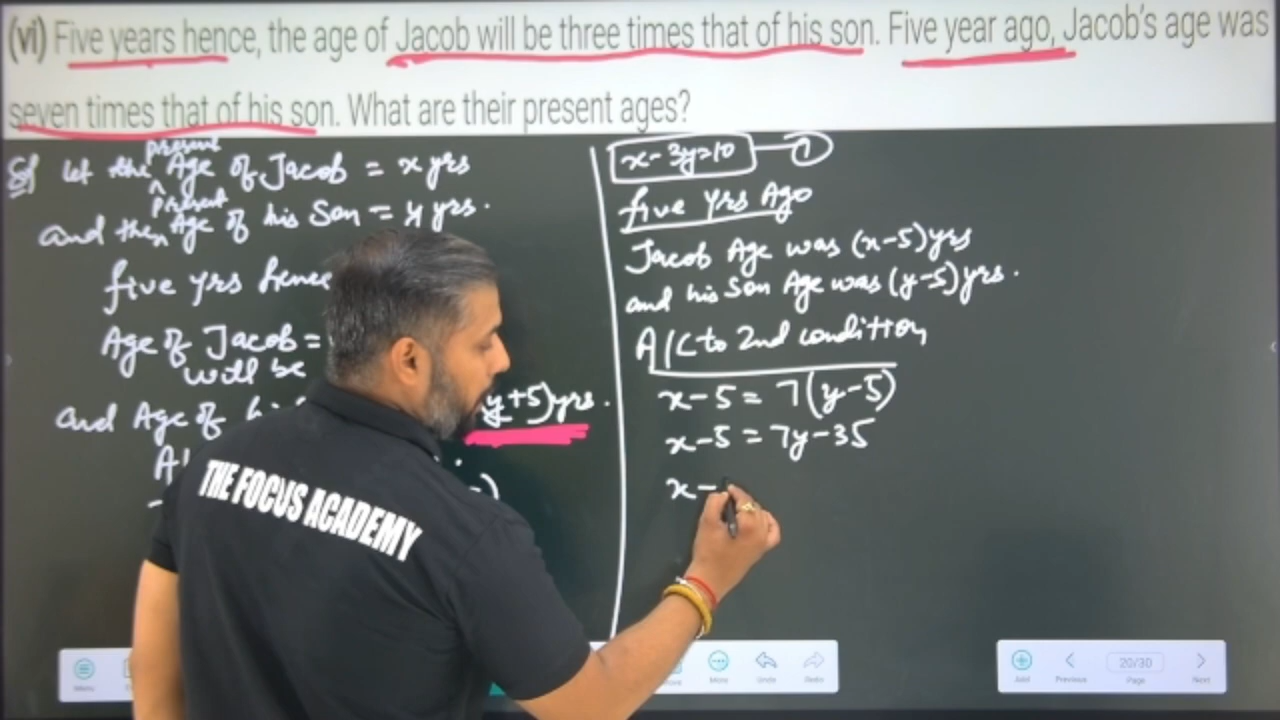 (vi) Five years hence, the age of Jacob will be three times that of his son. Five year ago, Jacob's age was
seven times that of his son. What are their present ages?
Sol let the present Age of Jacob = x yrs
and then present Age of his Son = y yrs.
five yrs hence
Age of Jacob =
will be
and Age of hi
y+5) yrs.
A/
x-3y=10 — 1
five yrs Ago
Jacob Age was (x-5) yrs
and his Son Age was (y-5) yrs.
A/C to 2nd condition
x-5 = 7(y-5)
x-5 = 7y-35
x-
THE FOCUS ACADEMY
Menu
More
Undo
Redo
Add
Previous
20/30
Page
Next